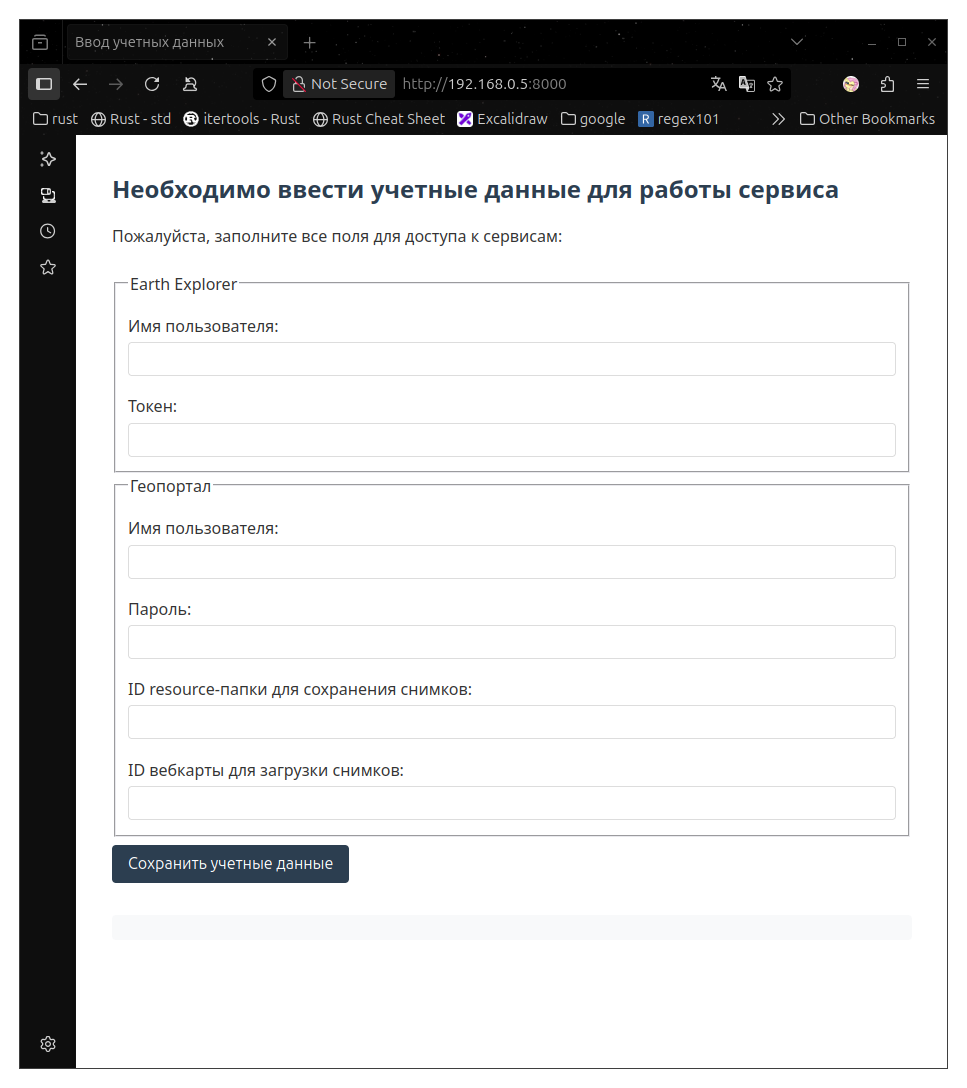 Ввод учетных данных
Not Secure http://192.168.0.5:8000
rust Rust - std itertools - Rust Rust Cheat Sheet Excalidraw google R regex101 Other Bookmarks
Необходимо ввести учетные данные для работы сервиса
Пожалуйста, заполните все поля для доступа к сервисам:
Earth Explorer
Имя пользователя:
Токен:
Геопортал
Имя пользователя:
Пароль:
ID resource-папки для сохранения снимков:
ID вебкарты для загрузки снимков:
Сохранить учетные данные